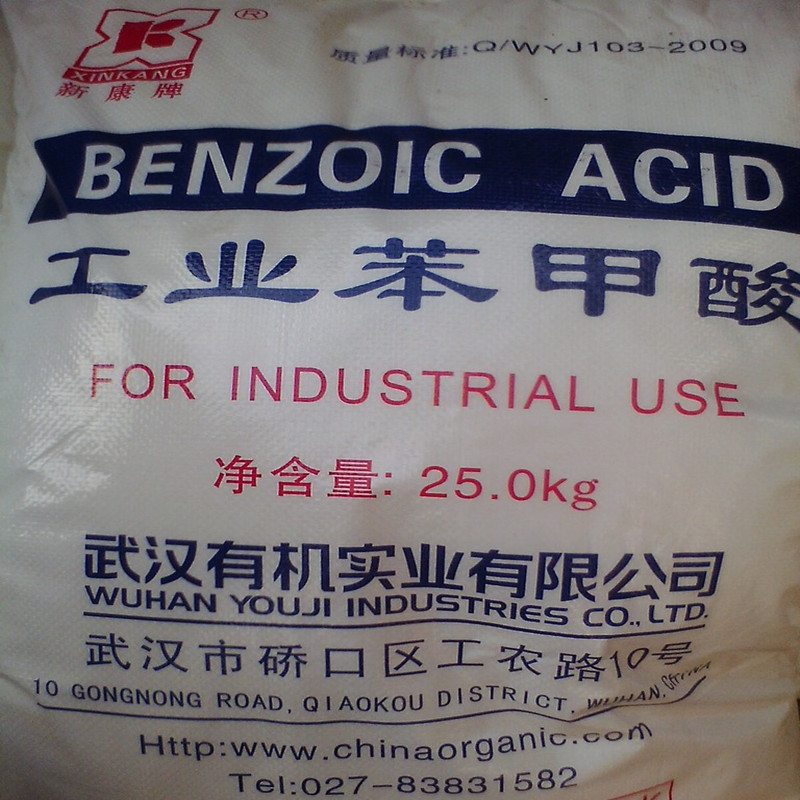 XINKANG
新康牌
®
质量标准:Q/WYJ103-2009
BENZOIC ACID
工业苯甲酸
FOR INDUSTRIAL USE
净含量: 25.0kg
武汉有机实业有限公司
WUHAN YOUJI INDUSTRIES CO.,LTD.
武汉市硚口区工农路10号
10 GONGNONG ROAD, QIAOKOU DISTRICT, WUHAN, China
Http:www.chinaorganic.com
Tel:027-83831582